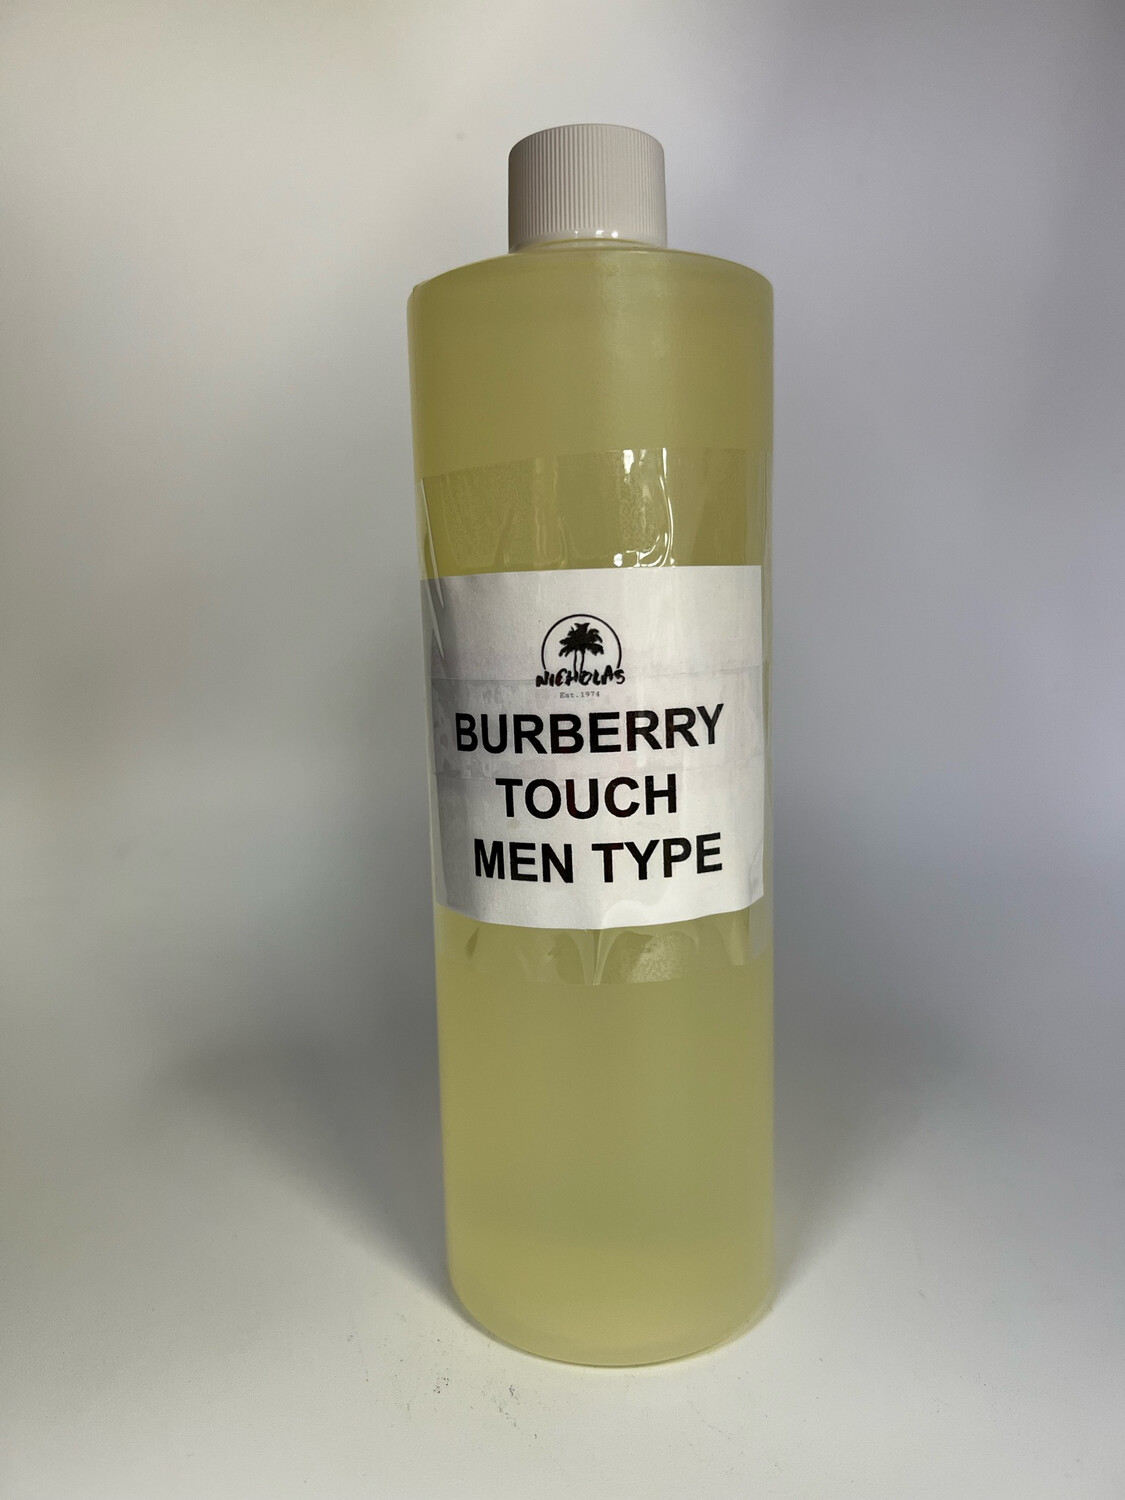 NICHOLAS
Est.1974
BURBERRY
TOUCH
MEN TYPE